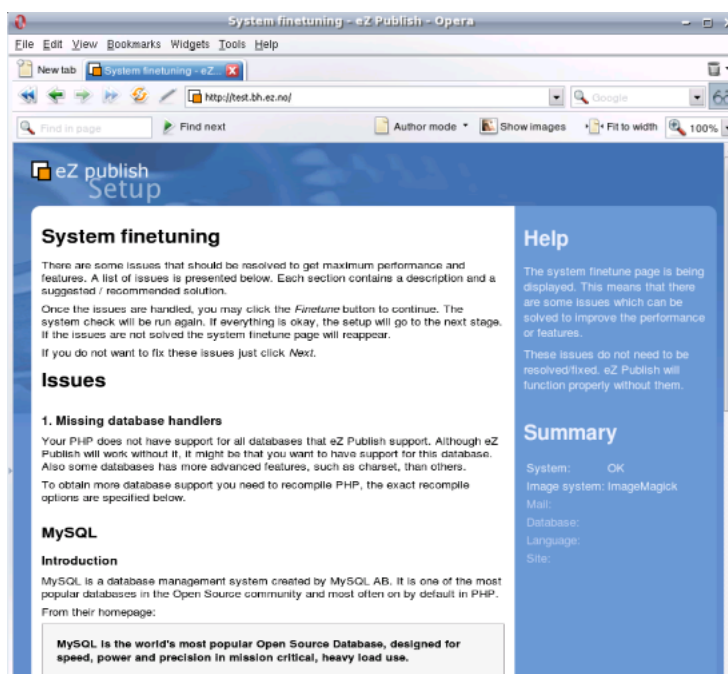 System finetuning - eZ Publish - Opera
File Edit View Bookmarks Widgets Tools Help
New tab System finetuning - eZ...
http://test.bh.ez.no/ Google
Find in page Find next Author mode Show images Fit to width 100%
eZ publish
Setup
System finetuning
There are some issues that should be resolved to get maximum performance and
features. A list of issues is presented below. Each section contains a description and a
suggested / recommended solution.
Once the issues are handled, you may click the Finetune button to continue. The
system check will be run again. If everything is okay, the setup will go to the next stage.
If the issues are not solved the system finetune page will reappear.
If you do not want to fix these issues just click Next.
Issues
1. Missing database handlers
Your PHP does not have support for all databases that eZ Publish support. Although eZ
Publish will work without it, it might be that you want to have support for this database.
Also some databases has more advanced features, such as charset, than others.
To obtain more database support you need to recompile PHP, the exact recompile
options are specified below.
MySQL
Introduction
MySQL is a database management system created by MySQL AB. It is one of the most
popular databases in the Open Source community and most often on by default in PHP.
From their homepage:
MySQL is the world's most popular Open Source Database, designed for
speed, power and precision in mission critical, heavy load use.
Help
The system finetune page is being
displayed. This means that there
are some issues which can be
solved to improve the performance
or features.
These issues do not need to be
resolved/fixed. eZ Publish will
function properly without them.
Summary
System: OK
Image system: ImageMagick
Mail:
Database:
Language:
Site: